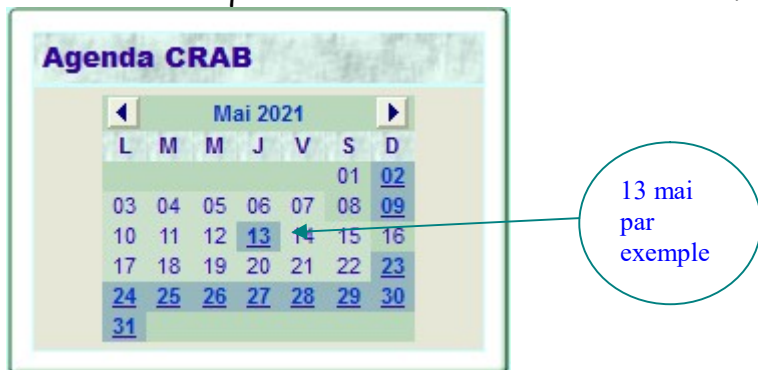 Agenda CRAB
Mai 2021
L M M J V S D
01 02
03 04 05 06 07 08 09
10 11 12 13 14 15 16
17 18 19 20 21 22 23
24 25 26 27 28 29 30
31
13 mai
par
exemple